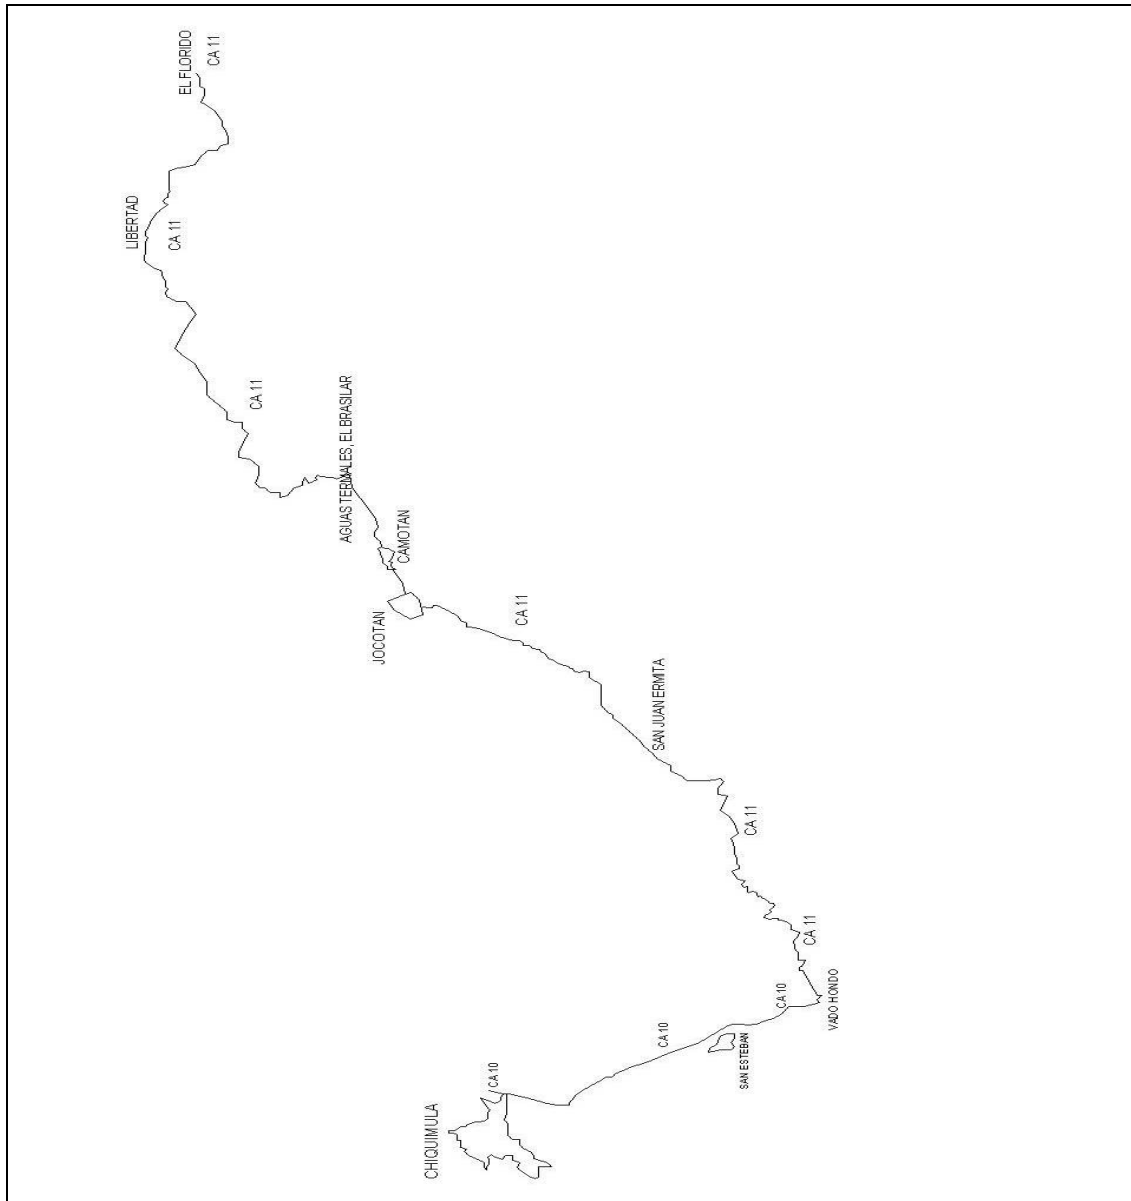 EL FLORIDO
CA 11
LIBERTAD
CA 11
CA 11
AGUAS TERMALES, EL BRASILAR
CAMOTAN
JOCOTAN
CA 11
SAN JUAN ERMITA
CA 11
CA 11
VADO HONDO
CA 10
CA 10
SAN ESTEBAN
CA 10
CHIQUIMULA